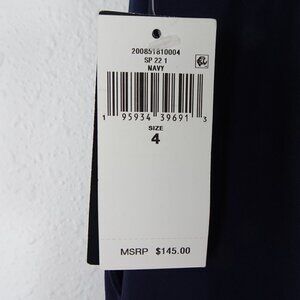 200851810004
SP 22 1
NAVY
1 95934 39691 3
SIZE
4
MSRP $145.00